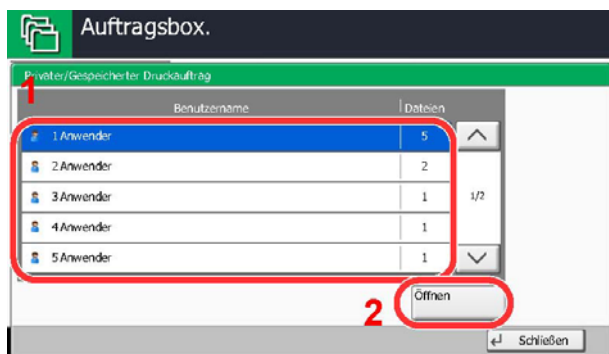 Auftragsbox.
Privater/Gespeicherter Druckauftrag
1
Benutzername Dateien
1 Anwender 5
2 Anwender 2
3 Anwender 1 1/2
4 Anwender 1
5 Anwender 1
2 Öffnen
Schließen